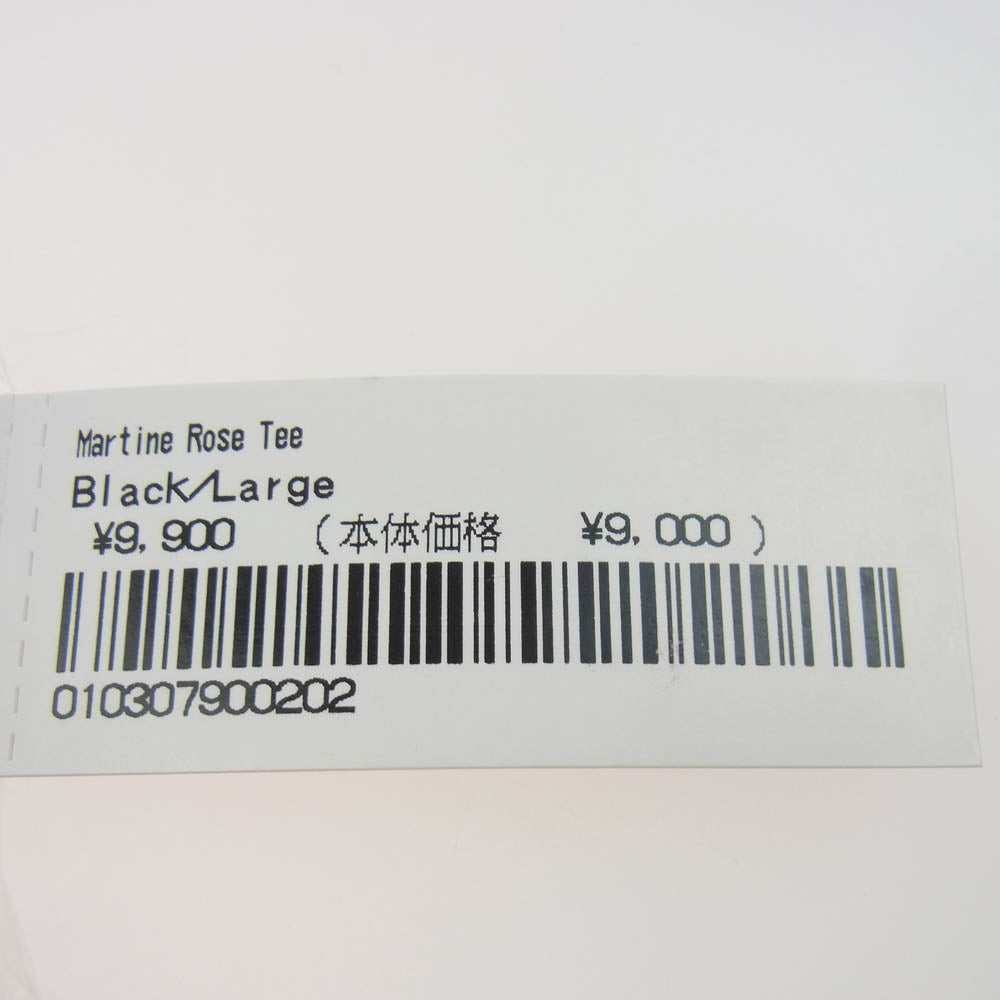 Martine Rose Tee
Black/Large
¥9,900 (本体価格 ¥9,000)
010307900202